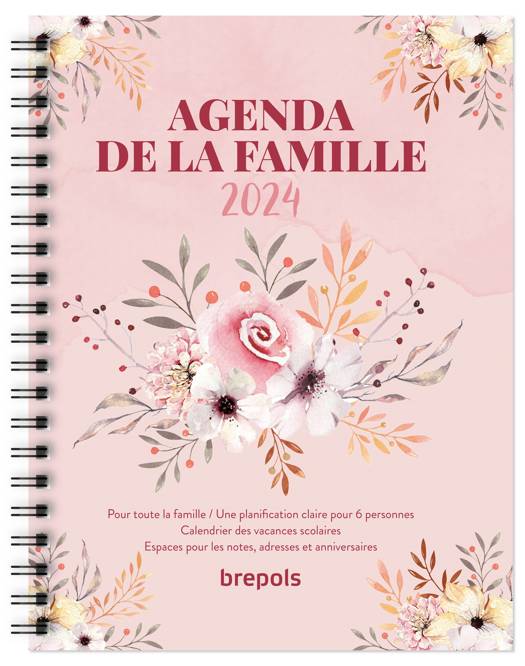 AGENDA
DE LA FAMILLE
2024
Pour toute la famille / Une planification claire pour 6 personnes
Calendrier des vacances scolaires
Espaces pour les notes, adresses et anniversaires
brepols